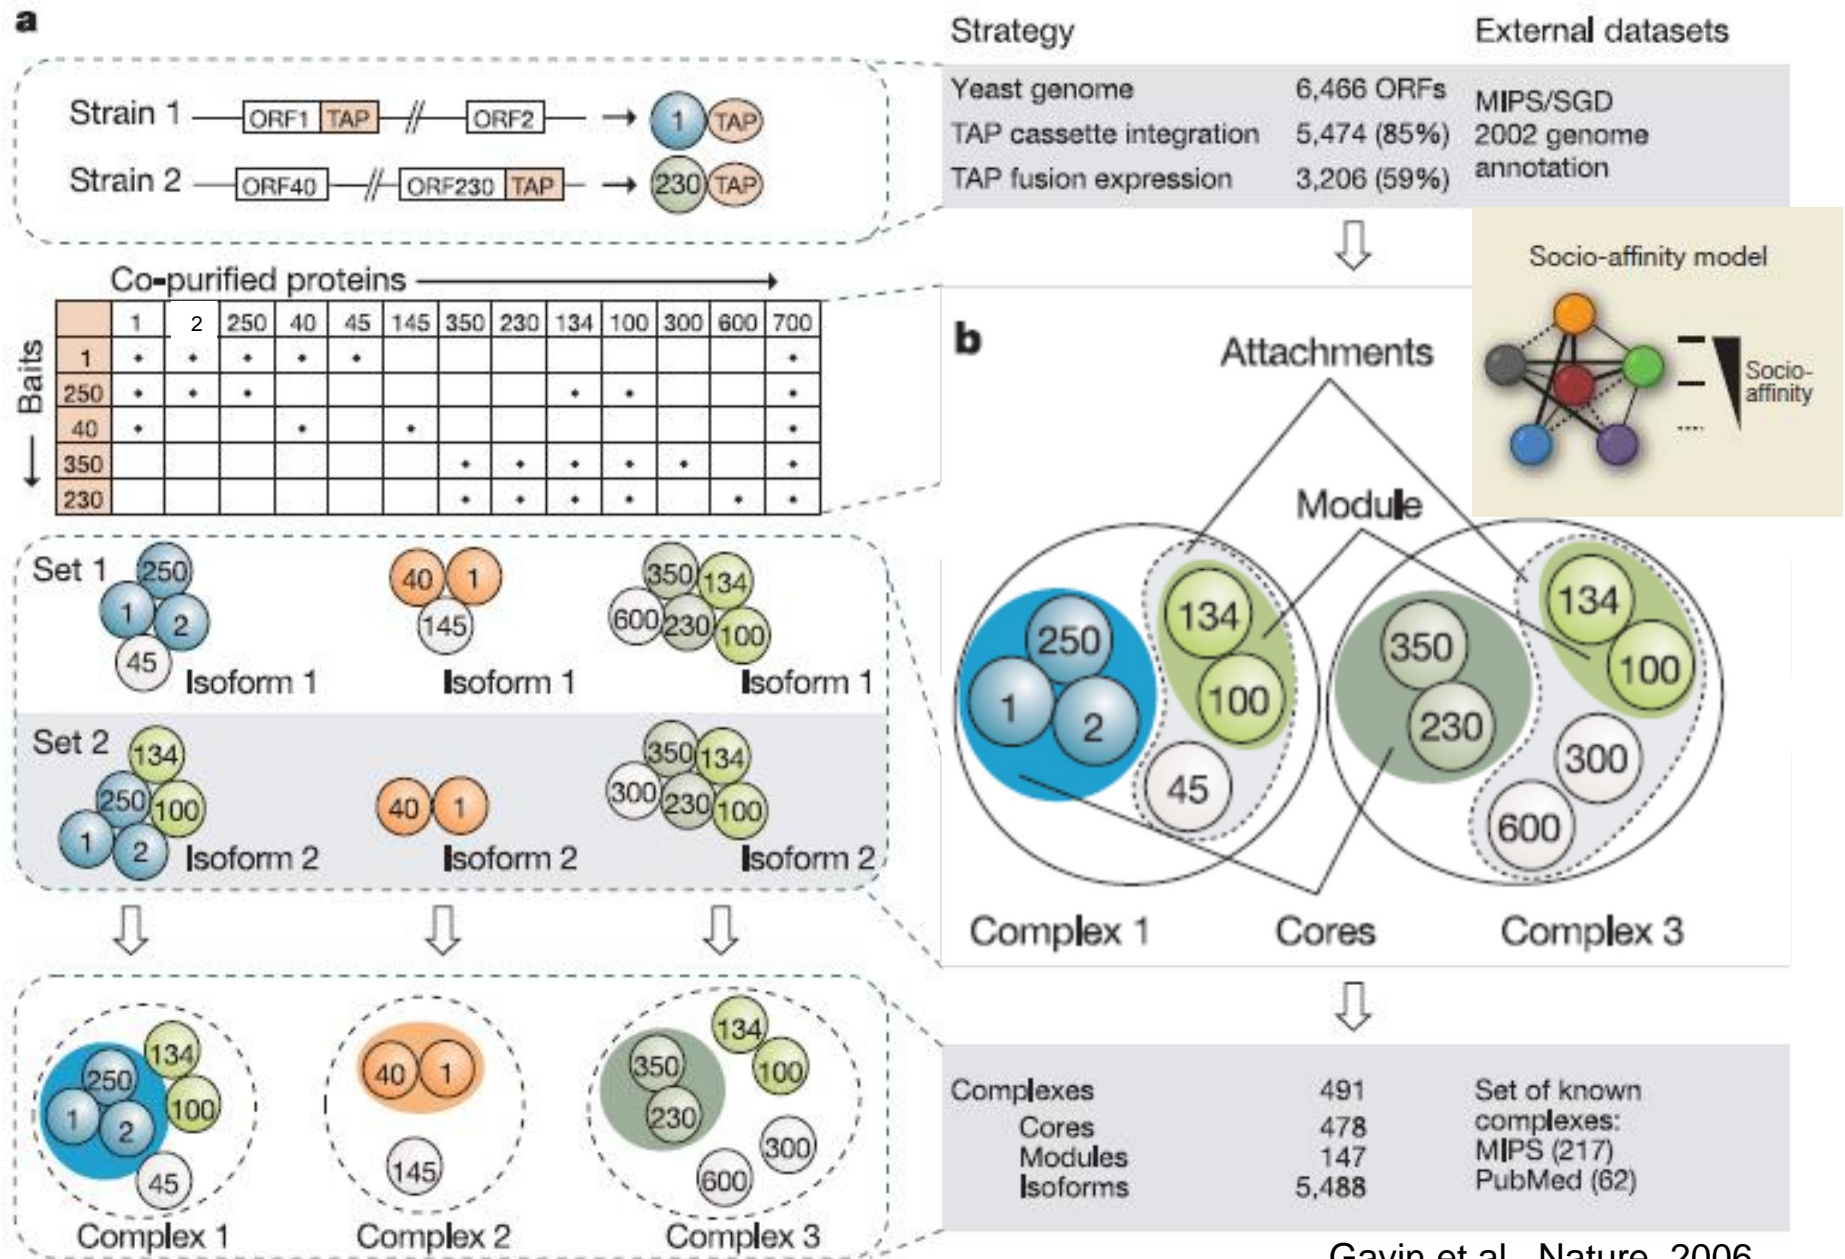 a
Strain 1 ORF1 TAP // ORF2 1 TAP
Strain 2 ORF40 // ORF230 TAP 230 TAP
Co-purified proteins
Baits
1 2 250 40 45 145 350 230 134 100 300 600 700
1
250
40
350
230
Set 1
250
1 2
45
Isoform 1
40 1
145
Isoform 1
350 134
600 230 100
Isoform 1
Set 2
134
250 100
1 2
Isoform 2
40 1
Isoform 2
350 134
300 230 100
Isoform 2
134
250
100
1 2
45
Complex 1
40 1
145
Complex 2
134
350 100
230
300
600
Complex 3
Strategy External datasets
Yeast genome 6,466 ORFs
TAP cassette integration 5,474 (85%)
TAP fusion expression 3,206 (59%)
MIPS/SGD
2002 genome
annotation
Socio-affinity model
Socio-
affinity
b
Attachments
Module
250
1 2
134
100
45
350
230
134
100
300
600
Complex 1 Cores Complex 3
Complexes 491
Cores 478
Modules 147
Isoforms 5,488
Set of known
complexes:
MIPS (217)
PubMed (62)
Gavin et al., Nature, 2006